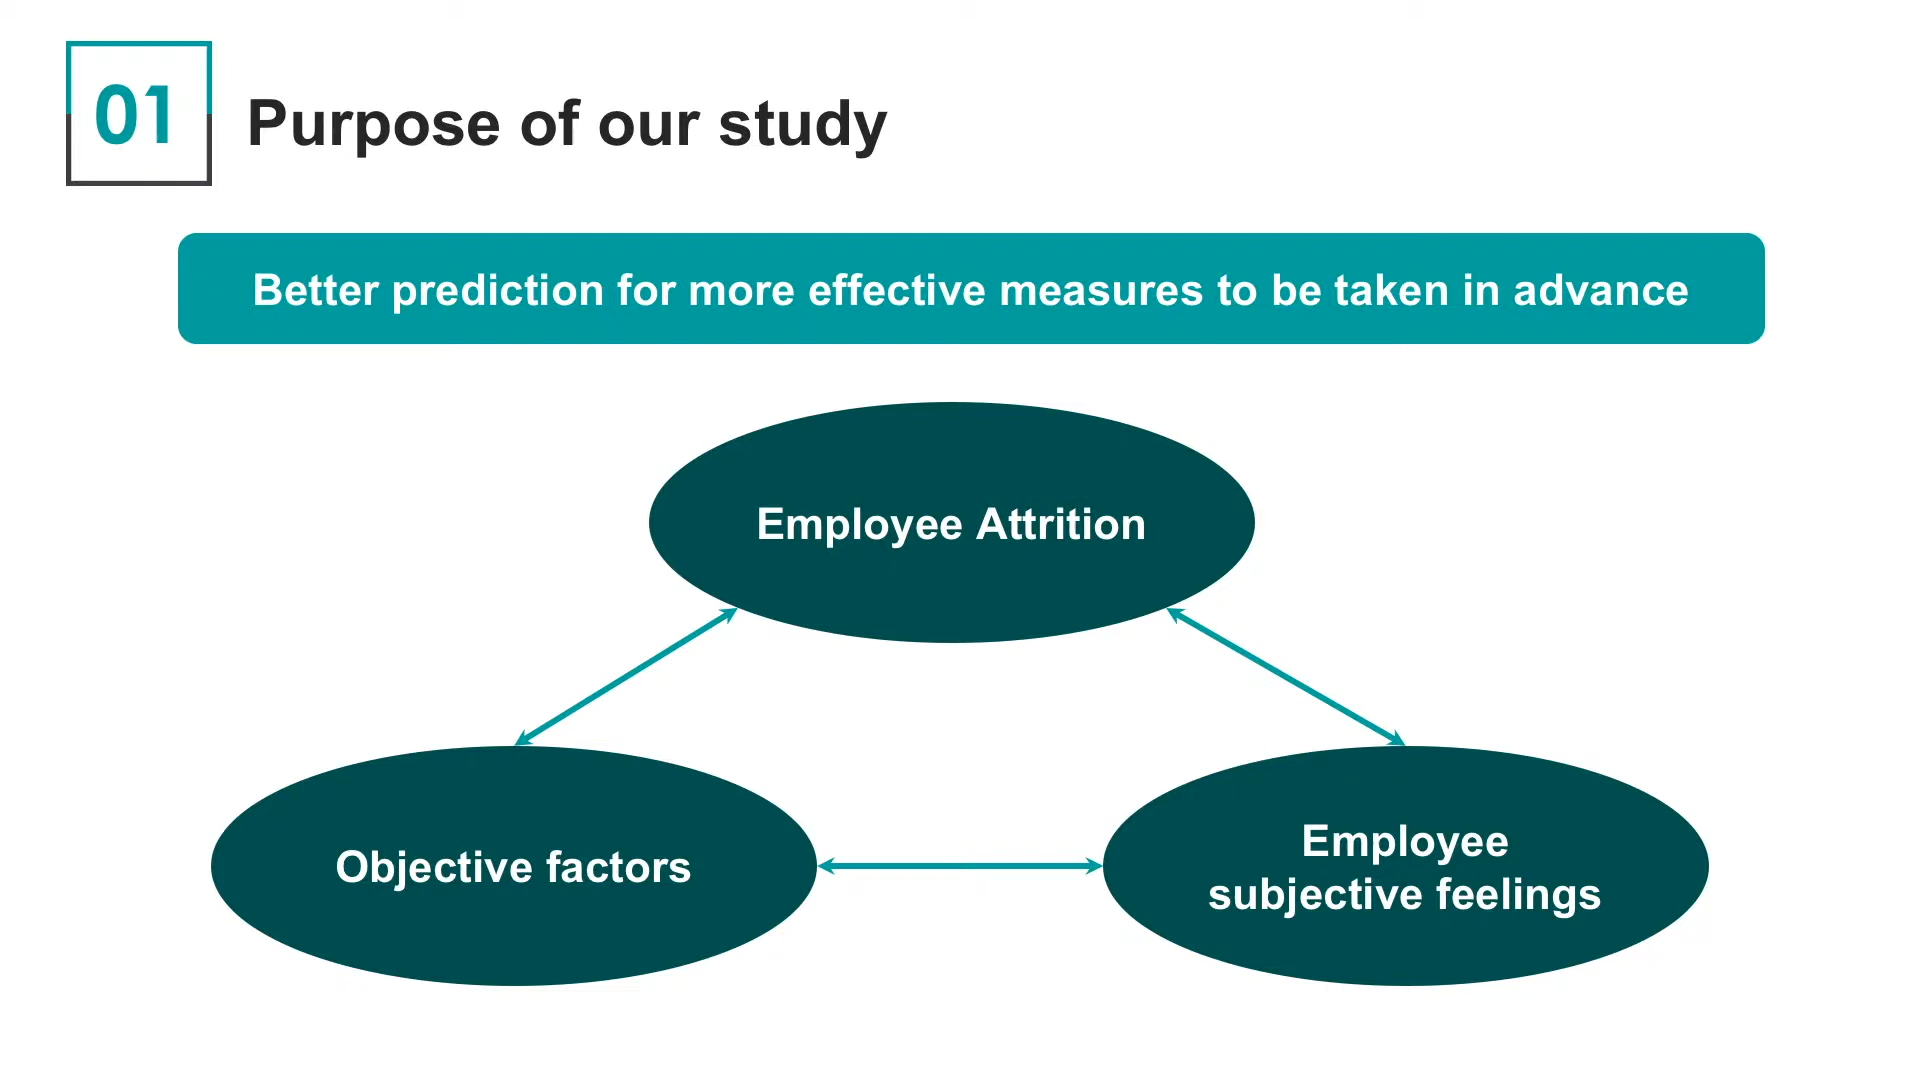 01
Purpose of our study
Better prediction for more effective measures to be taken in advance
Employee Attrition
Objective factors
Employee
subjective feelings